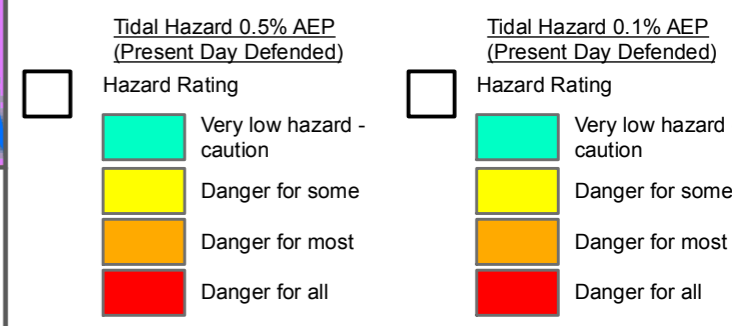 Tidal Hazard 0.5% AEP
(Present Day Defended)
Hazard Rating
Very low hazard -
caution
Danger for some
Danger for most
Danger for all
Tidal Hazard 0.1% AEP
(Present Day Defended)
Hazard Rating
Very low hazard
caution
Danger for some
Danger for most
Danger for all